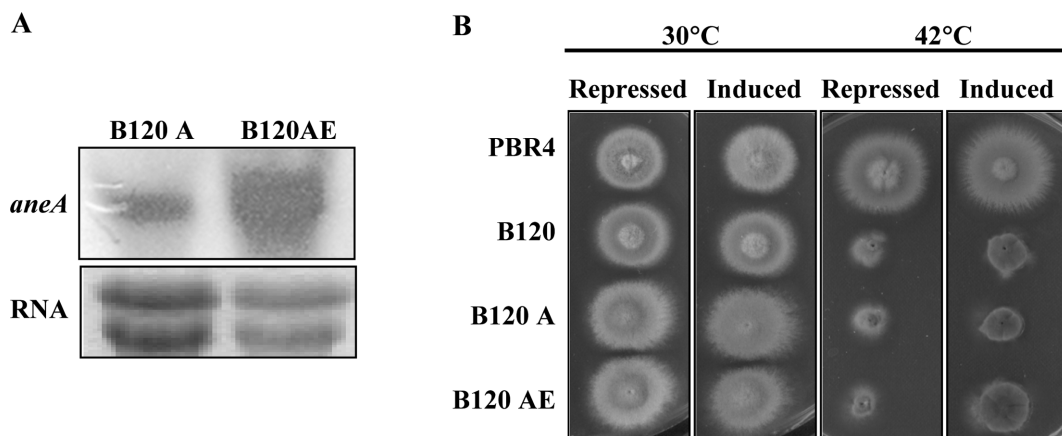 A
B120 A B120AE
aneA
RNA
B
30°C 42°C
Repressed Induced Repressed Induced
PBR4
B120
B120 A
B120 AE